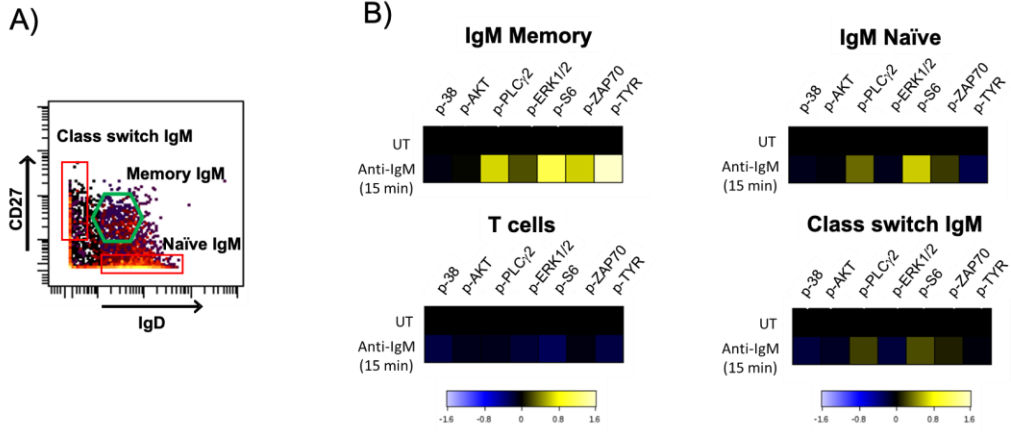 A)
CD27
Class switch IgM
Memory IgM
Naïve IgM
IgD
B)
IgM Memory
p-38
p-AKT
p-PLCγ2
p-ERK1/2
p-S6
p-ZAP70
p-TYR
UT
Anti-IgM
(15 min)
IgM Naïve
p-38
p-AKT
p-PLCγ2
p-ERK1/2
p-S6
p-ZAP70
p-TYR
UT
Anti-IgM
(15 min)
T cells
p-38
p-AKT
p-PLCγ2
p-ERK1/2
p-S6
p-ZAP70
p-TYR
UT
Anti-IgM
(15 min)
-1.6 -0.8 0 0.8 1.6
Class switch IgM
p-38
p-AKT
p-PLCγ2
p-ERK1/2
p-S6
p-ZAP70
p-TYR
UT
Anti-IgM
(15 min)
-1.6 -0.8 0 0.8 1.6